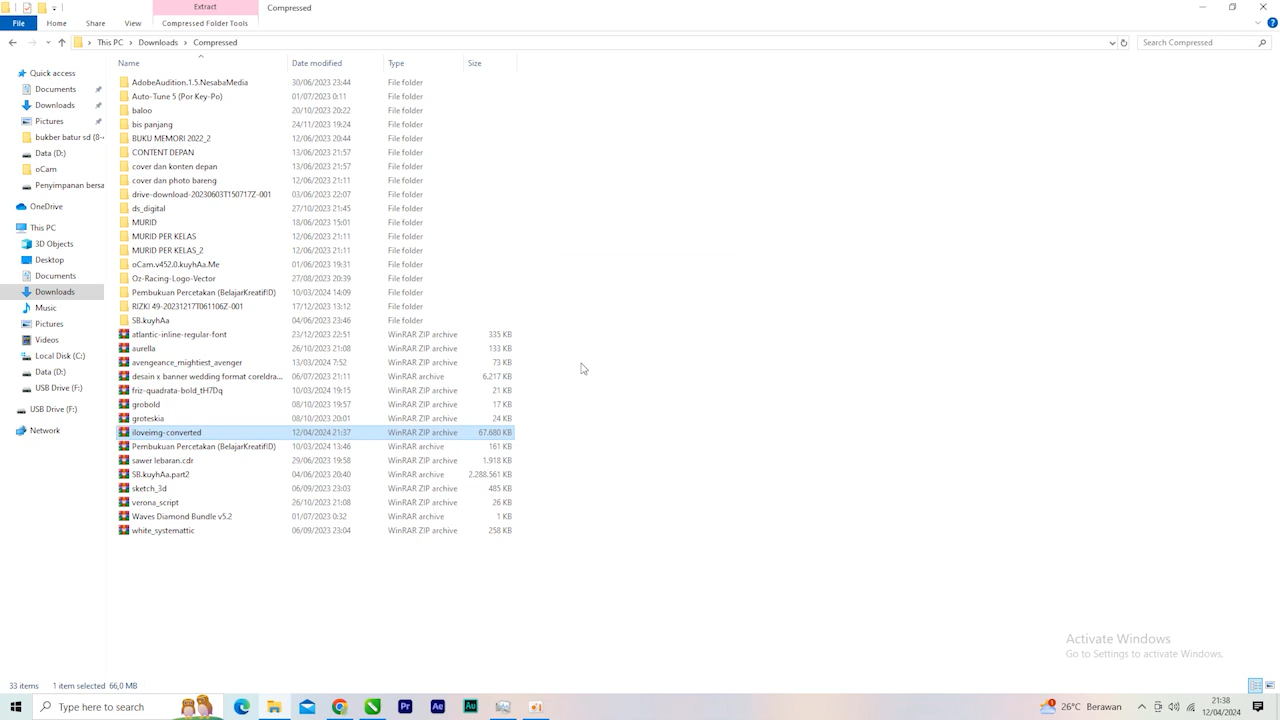 Extract
Compressed
File
Home
Share
View
Compressed Folder Tools
This PC > Downloads > Compressed
Search Compressed
Name
Date modified
Type
Size
Quick access
Documents
Downloads
Pictures
bukber batur sd (8-
Data (D:)
oCam
Penyimpanan bersa
OneDrive
This PC
3D Objects
Desktop
Documents
Downloads
Music
Pictures
Videos
Local Disk (C:)
Data (D:)
USB Drive (F:)
USB Drive (F:)
Network
AdobeAudition.1.5.NesabaMedia 30/06/2023 23:44 File folder
Auto-Tune 5 (Por Key-Po) 01/07/2023 0:11 File folder
baloo 20/10/2023 20:22 File folder
bis panjang 24/11/2023 19:24 File folder
BUKU MEMORI 2022_2 12/06/2023 20:44 File folder
CONTENT DEPAN 13/06/2023 21:57 File folder
cover dan konten depan 13/06/2023 21:57 File folder
cover dan photo bareng 12/06/2023 21:11 File folder
drive-download-20230603T150717Z-001 03/06/2023 22:07 File folder
ds_digital 27/10/2023 21:45 File folder
MURID 18/06/2023 15:01 File folder
MURID PER KELAS 12/06/2023 21:11 File folder
MURID PER KELAS_2 12/06/2023 21:11 File folder
oCam.v452.0.kuyhAa.Me 01/06/2023 19:31 File folder
Oz-Racing-Logo-Vector 27/08/2023 20:39 File folder
Pembukuan Percetakan (BelajarKreatif!D) 10/03/2024 14:09 File folder
RIZKI 49-20231217T061106Z-001 17/12/2023 13:12 File folder
SB.kuyhAa 04/06/2023 23:46 File folder
atlantic-inline-regular-font 23/12/2023 22:51 WinRAR ZIP archive 335 KB
aurella 26/10/2023 21:08 WinRAR ZIP archive 133 KB
avengeance_mightiest_avenger 13/03/2024 7:52 WinRAR ZIP archive 73 KB
desain x banner wedding format coreldra... 06/07/2023 21:11 WinRAR archive 6.217 KB
friz-quadrata-bold_tH7Dq 10/03/2024 19:15 WinRAR ZIP archive 21 KB
grobold 08/10/2023 19:57 WinRAR ZIP archive 17 KB
groteskia 08/10/2023 20:01 WinRAR ZIP archive 24 KB
iloveimg-converted 12/04/2024 21:37 WinRAR ZIP archive 67.680 KB
Pembukuan Percetakan (BelajarKreatif!D) 10/03/2024 13:46 WinRAR archive 161 KB
sawer lebaran.cdr 29/06/2023 19:58 WinRAR ZIP archive 1.918 KB
SB.kuyhAa.part2 04/06/2023 20:40 WinRAR archive 2.288.561 KB
sketch_3d 06/09/2023 23:03 WinRAR ZIP archive 485 KB
verona_script 26/10/2023 21:08 WinRAR ZIP archive 26 KB
Waves Diamond Bundle v5.2 01/07/2023 0:32 WinRAR archive 1 KB
white_systemattic 06/09/2023 23:04 WinRAR ZIP archive 258 KB
Activate Windows
Go to Settings to activate Windows.
33 items 1 item selected 66,0 MB
Type here to search
Pr
Ae
Au
26°C Berawan
21:38
12/04/2024